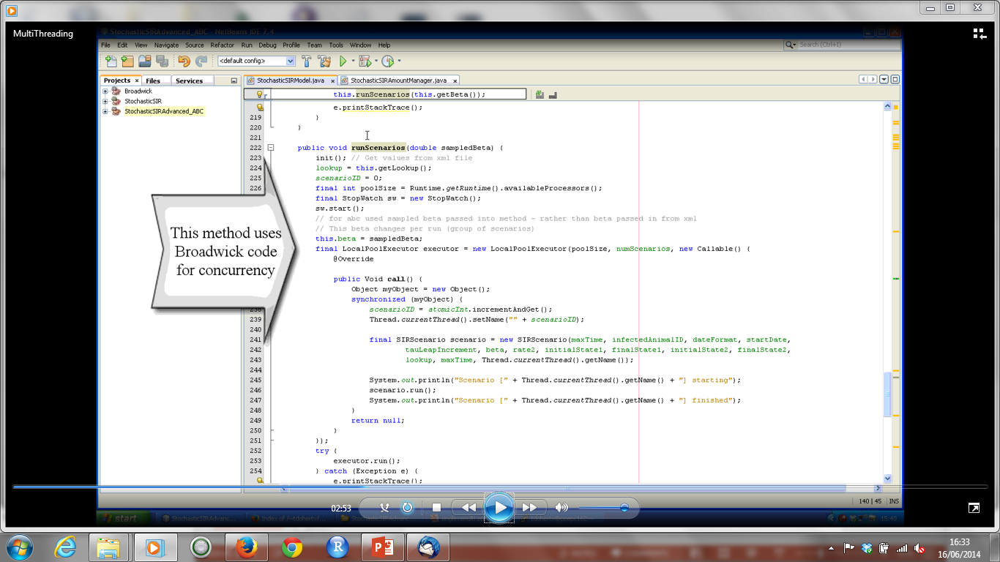 MultiThreading
StochasticSIRAdvanced_ABC - NetBeans IDE 7.4
File Edit View Navigate Source Refactor Run Debug Profile Team Tools Window Help
Search (Ctrl+I)
<default config>
Projects × Files Services
StochasticSIRModel.java × StochasticSIRAmountManager.java ×
Broadwick
StochasticSIR
StochasticSIRAdvanced_ABC
this.runScenarios(this.getBeta());
e.printStackTrace();
219 }
220 }
221
222 public void runScenarios(double sampledBeta) {
223 init(); // Get values from xml file
224 lookup = this.getLookup();
225 scenarioID = 0;
226 final int poolSize = Runtime.getRuntime().availableProcessors();
final StopWatch sw = new StopWatch();
sw.start();
// for abc used sampled beta passed into method - rather than beta passed in from xml
// This beta changes per run (group of scenarios)
this.beta = sampledBeta;
final LocalPoolExecutor executor = new LocalPoolExecutor(poolSize, numScenarios, new Callable() {
@Override
public Void call() {
Object myObject = new Object();
synchronized (myObject) {
238 scenarioID = atomicInt.incrementAndGet();
239 Thread.currentThread().setName("" + scenarioID);
240
241 final SIRScenario scenario = new SIRScenario(maxTime, infectedAnimalID, dateFormat, startDate,
242 tauLeapIncrement, beta, rate2, initialState1, finalState1, initialState2, finalState2,
243 lookup, maxTime, Thread.currentThread().getName());
244
245 System.out.println("Scenario [" + Thread.currentThread().getName() + "] starting");
246 scenario.run();
247 System.out.println("Scenario [" + Thread.currentThread().getName() + "] finished");
248 }
249 return null;
250 }
251 });
252 try {
253 executor.run();
254 } catch (Exception e) {
e.printStackTrace();
This method uses
Broadwick code
for concurrency
140 | 45 INS
02:53
start StochasticSIRAdvanc... Index of (~tdoherty/... 15:40
16:33
16/06/2014